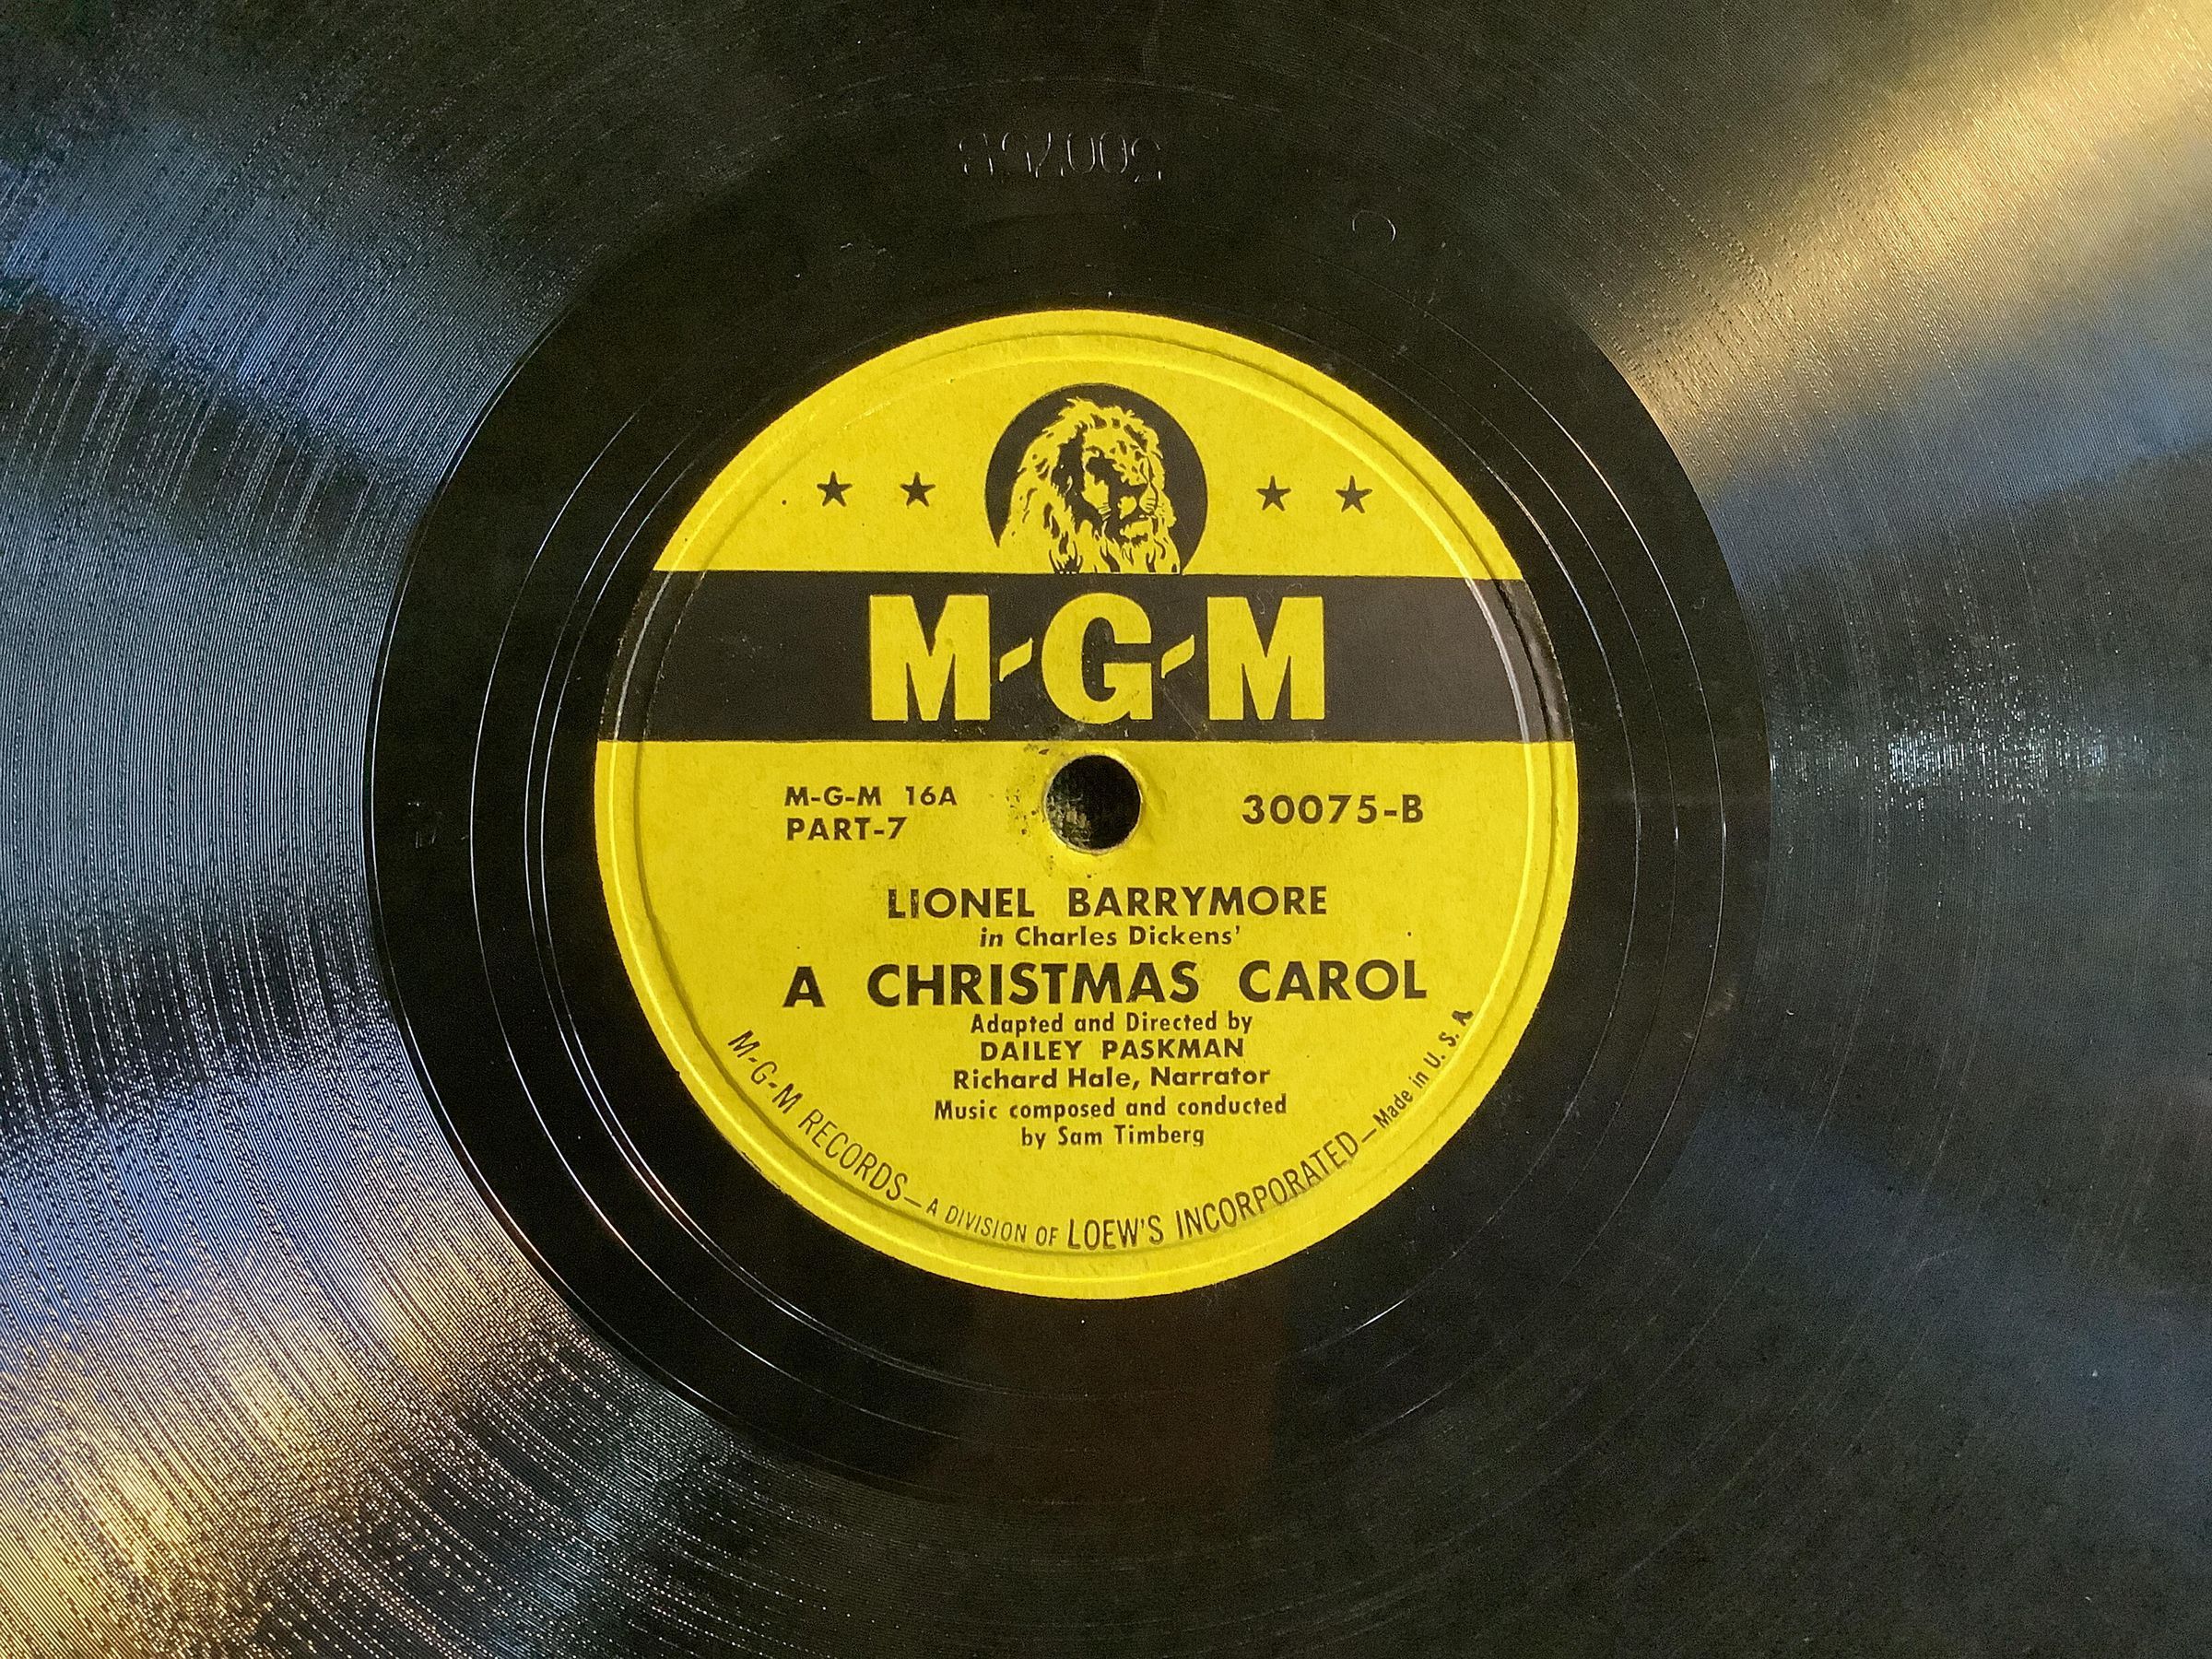 M-G-M
M-G-M 16A
PART-7
30075-B
LIONEL BARRYMORE
in Charles Dickens'
A CHRISTMAS CAROL
Adapted and Directed by
DAILEY PASKMAN
Richard Hale, Narrator
Music composed and conducted
by Sam Timberg
M-G-M RECORDS—A DIVISION OF LOEW'S INCORPORATED—Made in U. S. A